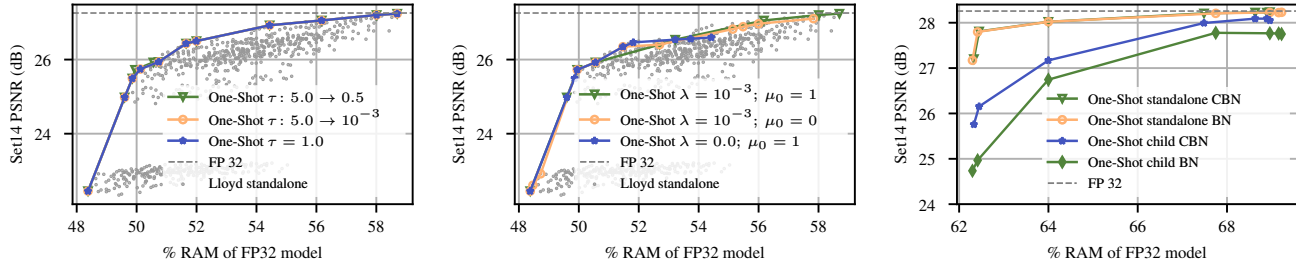 Set14 PSNR (dB)
26
24
One-Shot τ : 5.0 → 0.5
One-Shot τ : 5.0 → 10⁻³
One-Shot τ = 1.0
FP 32
Lloyd standalone
48 50 52 54 56 58
% RAM of FP32 model
Set14 PSNR (dB)
26
24
One-Shot λ = 10⁻³; μ₀ = 1
One-Shot λ = 10⁻³; μ₀ = 0
One-Shot λ = 0.0; μ₀ = 1
FP 32
Lloyd standalone
48 50 52 54 56 58
% RAM of FP32 model
Set14 PSNR (dB)
28
27
26
25
24
One-Shot standalone CBN
One-Shot standalone BN
One-Shot child CBN
One-Shot child BN
FP 32
62 64 66 68
% RAM of FP32 model